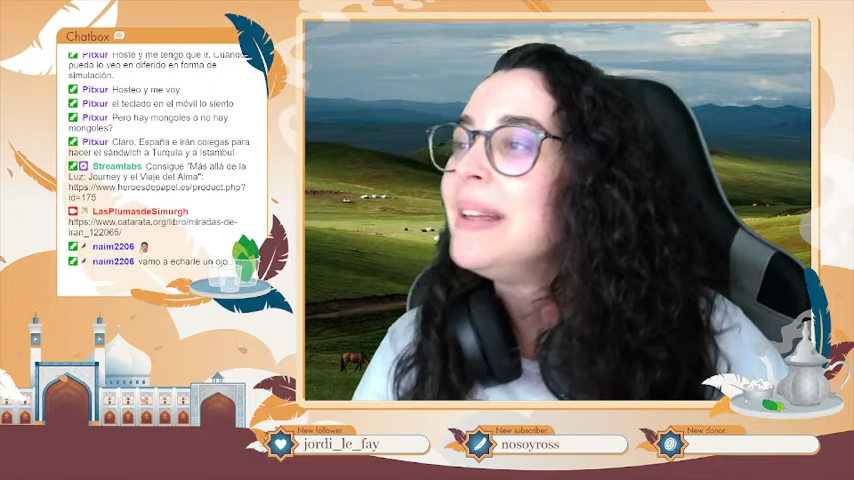 Chatbox
Pitxur Hoste y me tengo que ir. Cuando
pueda lo veo en diferido en forma de
simulación.
Pitxur Hosteo y me voy
Pitxur el teclado en el móvil lo siento
Pitxur Pero hay mongoles o no hay
mongoles?
Pitxur Claro, España e irán colegas para
hacer el sándwich a Turquía y a Istambul
Streamlabs Consigue "Más allá de la
Luz: Journey y el Viaje del Alma":
https://www.heroesdepapel.es/product.php?
id=175
LasPlumasdeSimurgh
https://www.catarata.org/libro/miradas-de-
iran_122065/
naim2206
naim2206 vamo a echarle un ojo
New follower
jordi_le_fay
New subscriber
nosoyross
New donor